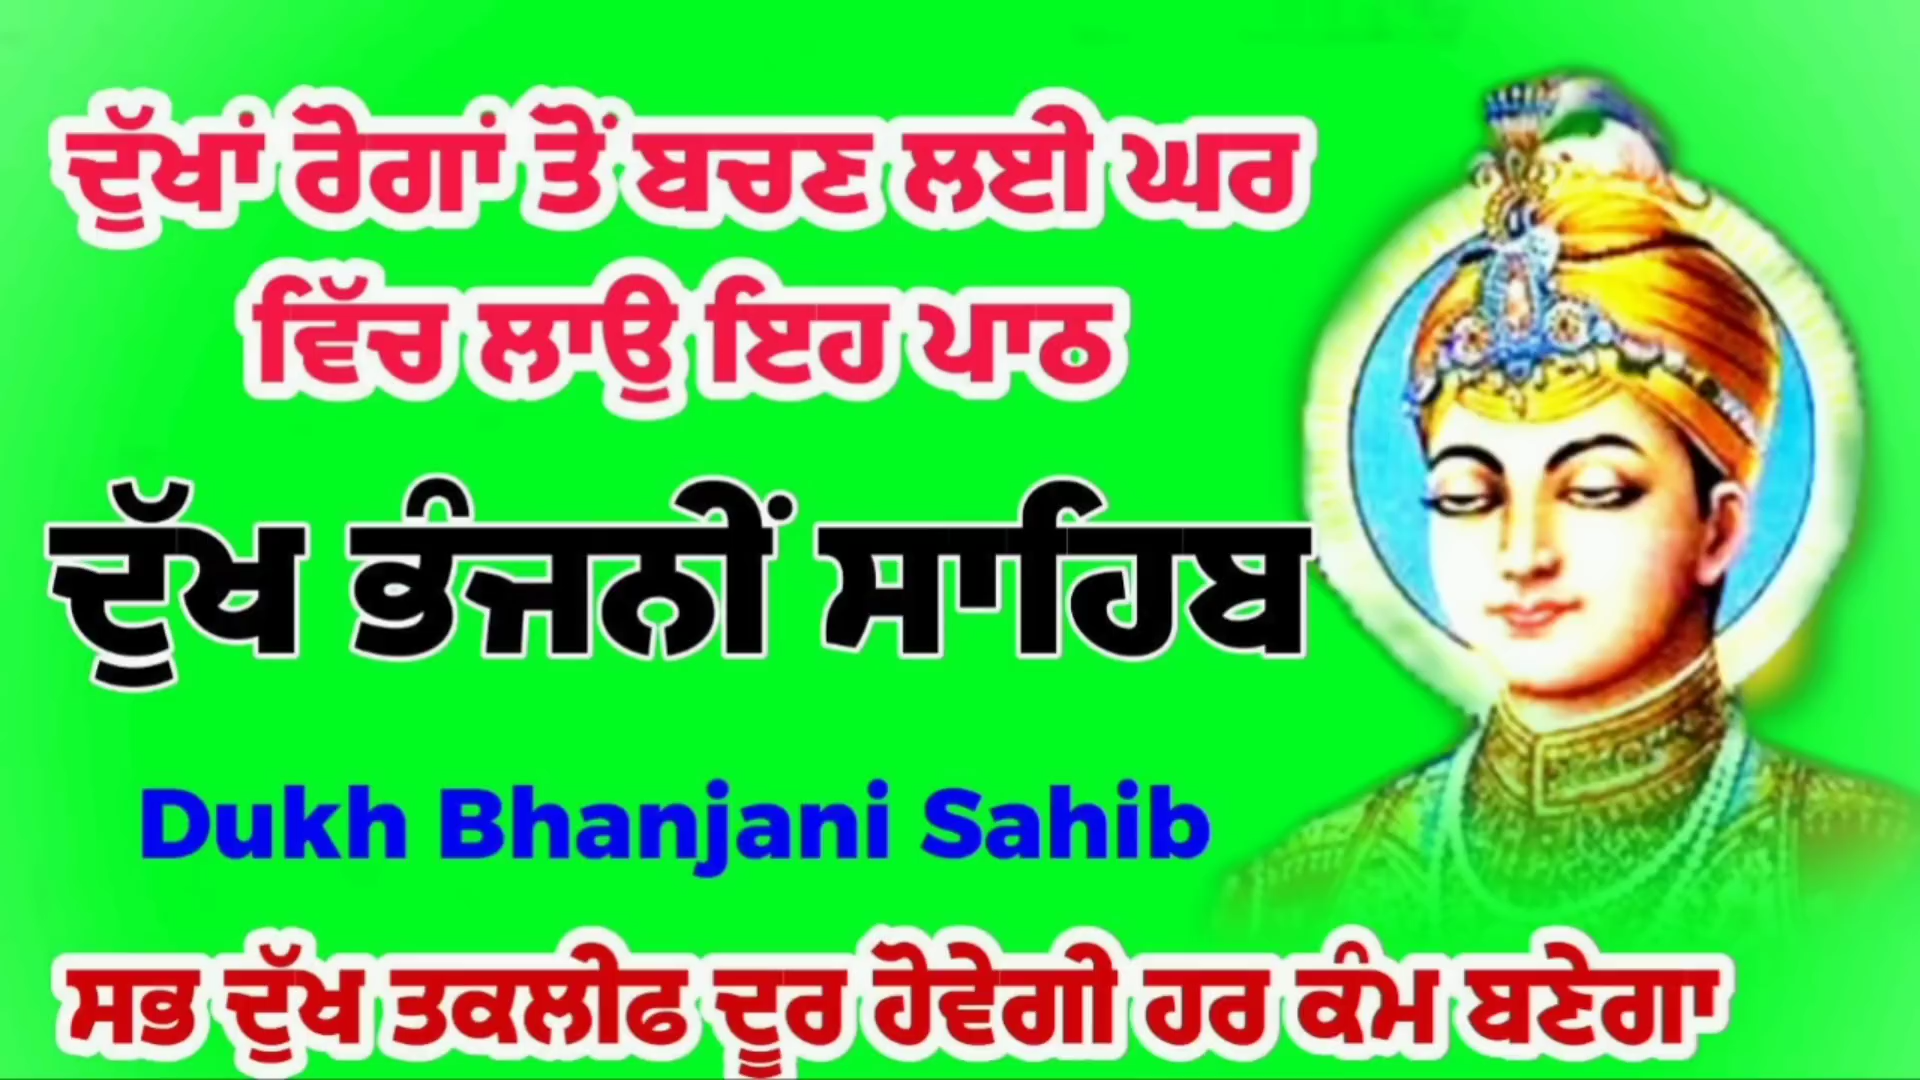 ਦੁੱਖਾਂ ਰੋਗਾਂ ਤੋਂ ਬਚਣ ਲਈ ਘਰ
ਵਿੱਚ ਲਾਉ ਇਹ ਪਾਠ
ਦੁੱਖ ਭੰਜਨੀਂ ਸਾਹਿਬ
Dukh Bhanjani Sahib
ਸਭ ਦੁੱਖ ਤਕਲੀਫ ਦੂਰ ਹੋਵੇਗੀ ਹਰ ਕੰਮ ਬਣੇਗਾ